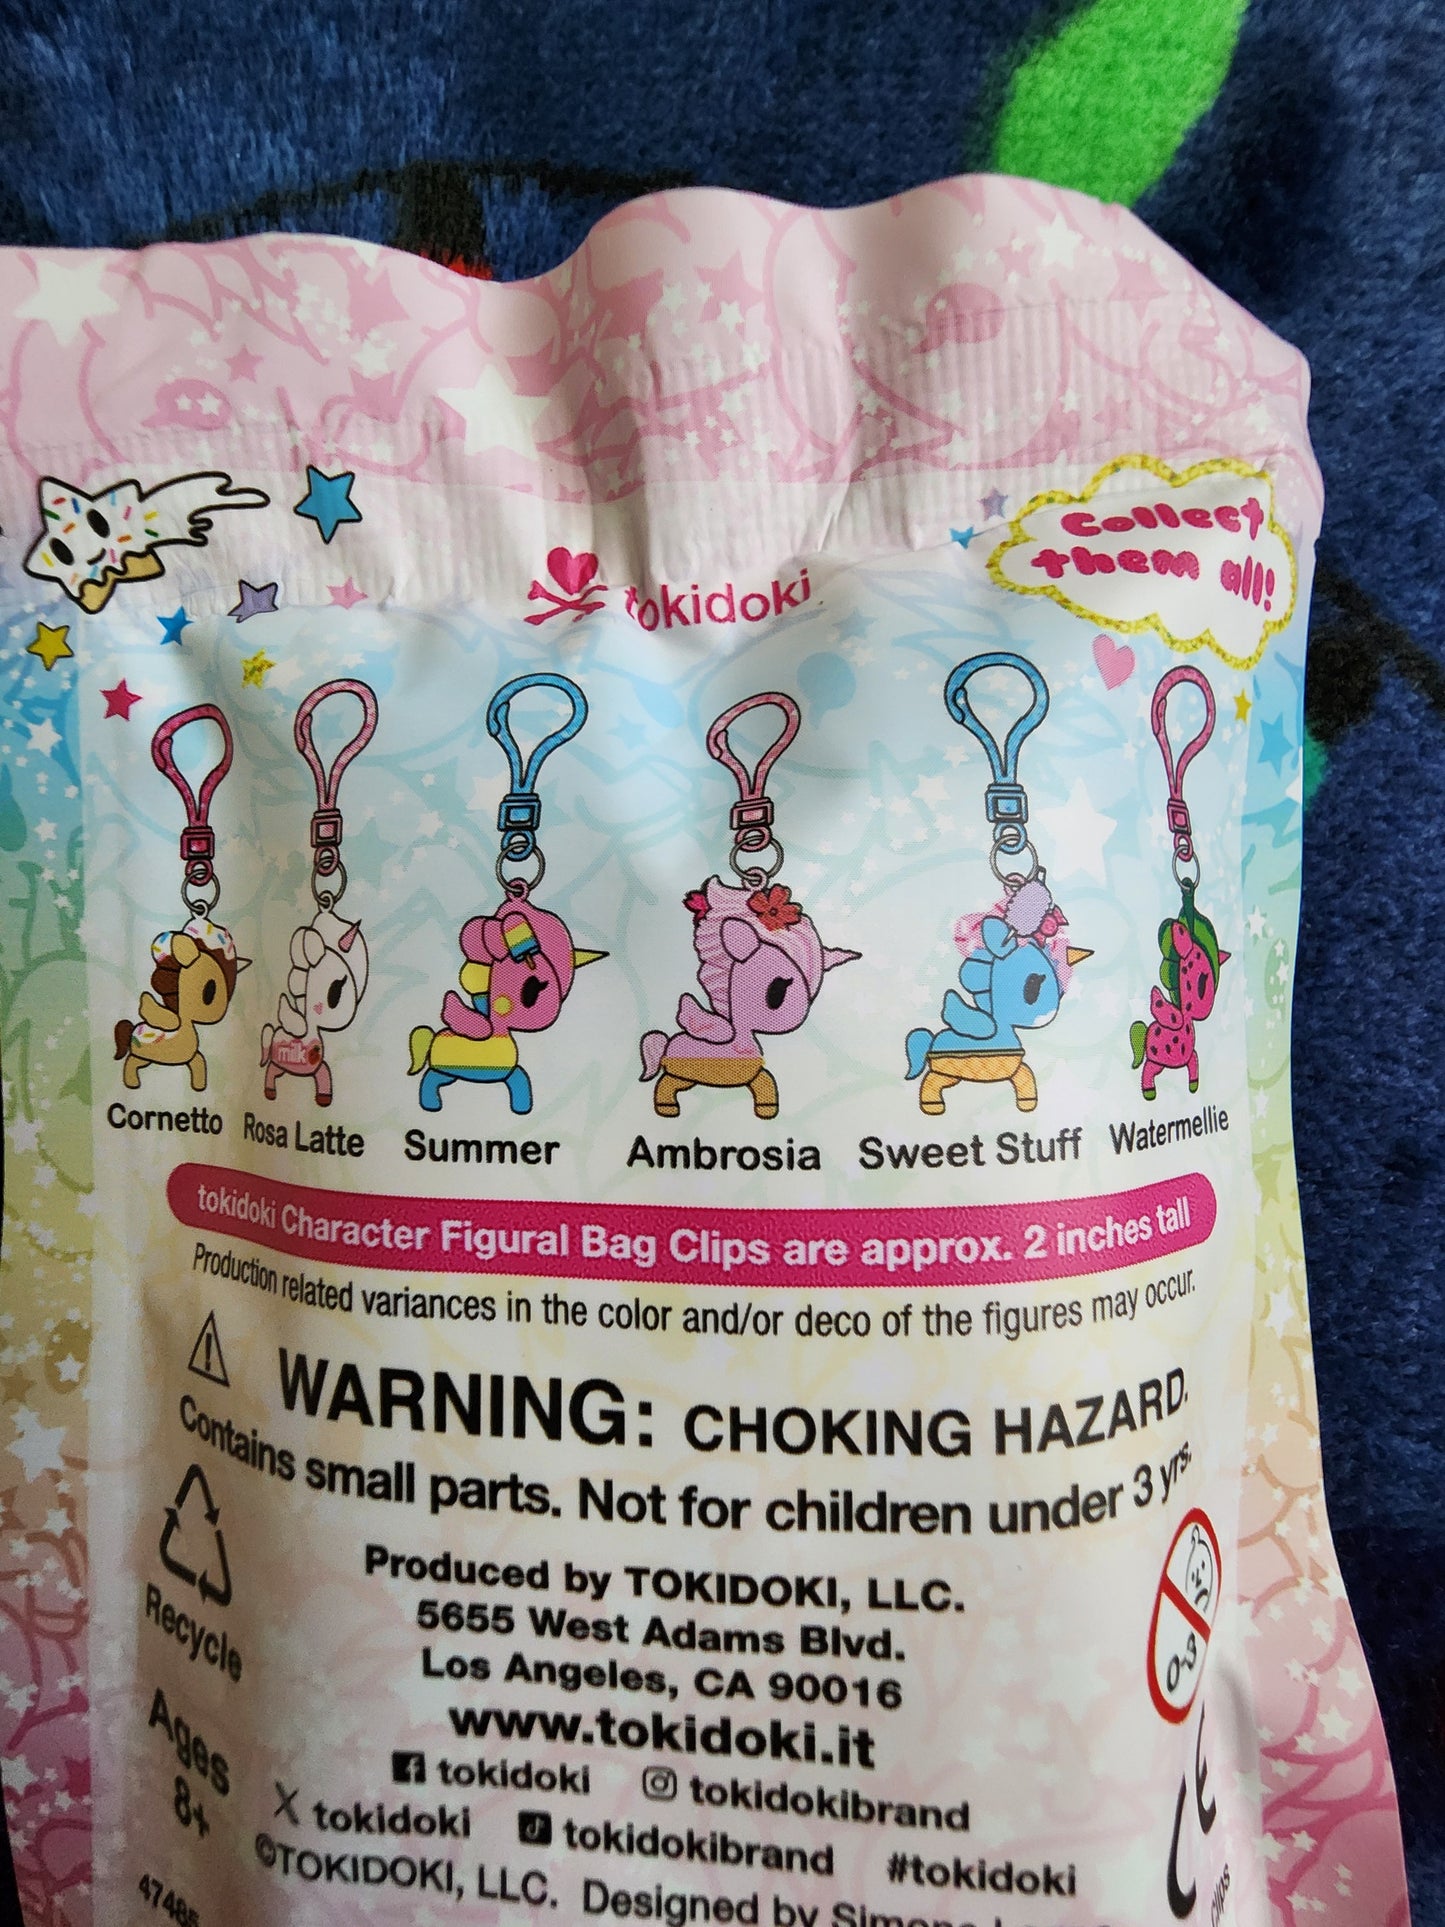 Collect
them all!
tokidoki
milk
Cornetto Rosa Latte Summer Ambrosia Sweet Stuff Watermellie
tokidoki Character Figural Bag Clips are approx. 2 inches tall
Production related variances in the color and/or deco of the figures may occur.
WARNING: CHOKING HAZARD.
Contains small parts. Not for children under 3 yrs.
0-3
Recycle
Ages
8+
Produced by TOKIDOKI, LLC.
5655 West Adams Blvd.
Los Angeles, CA 90016
www.tokidoki.it
tokidoki tokidokibrand
X tokidoki tokidokibrand #tokidoki
©TOKIDOKI, LLC. Designed by
CE